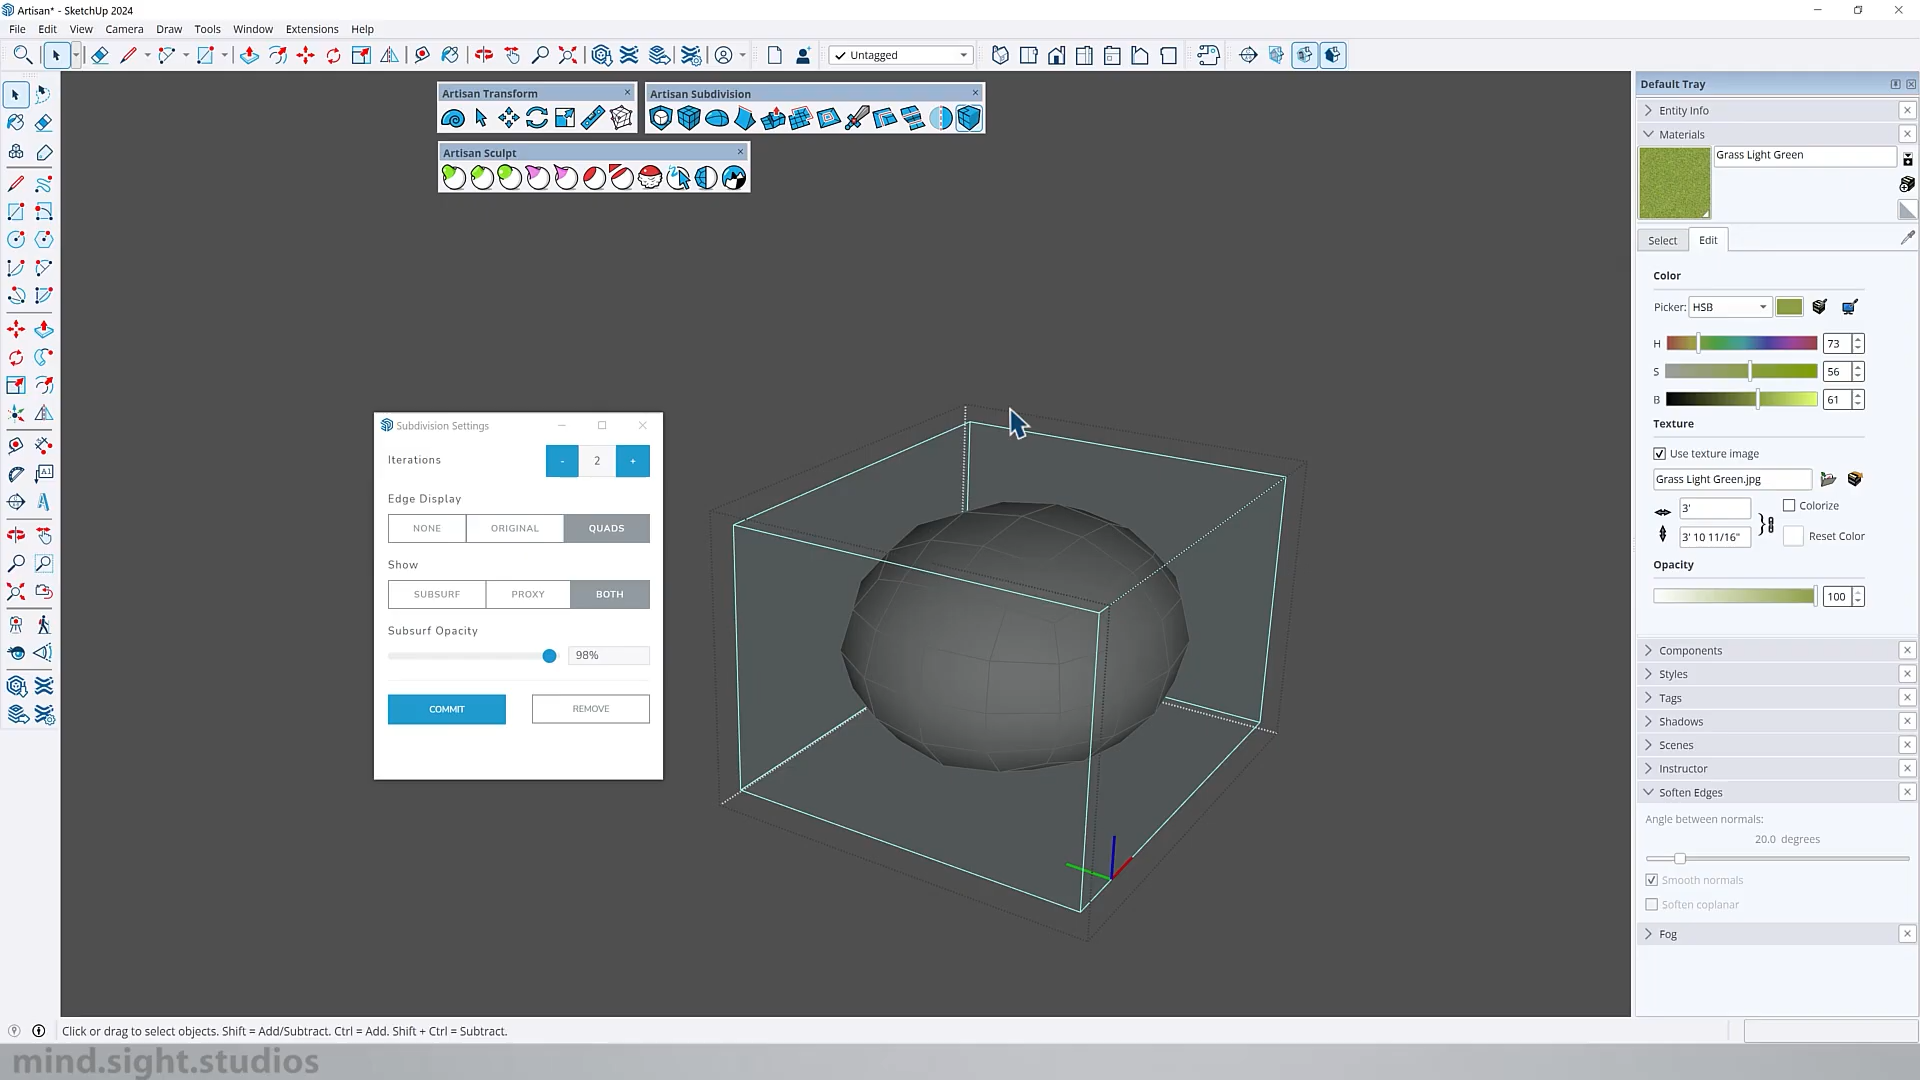 Artisan* - SketchUp 2024
File Edit View Camera Draw Tools Window Extensions Help
Untagged
Artisan Transform
Artisan Subdivision
Artisan Sculpt
Subdivision Settings
Iterations
- 2 +
Edge Display
NONE ORIGINAL QUADS
Show
SUBSURF PROXY BOTH
Subsurf Opacity
98%
COMMIT REMOVE
Default Tray
Entity Info
Materials
Grass Light Green
Select Edit
Color
Picker: HSB
H 73
S 56
B 61
Texture
Use texture image
Grass Light Green.jpg
3' Colorize
3' 10 11/16" Reset Color
Opacity
100
Components
Styles
Tags
Shadows
Scenes
Instructor
Soften Edges
Angle between normals:
20.0 degrees
Smooth normals
Soften coplanar
Fog
Click or drag to select objects. Shift = Add/Subtract. Ctrl = Add. Shift + Ctrl = Subtract.
mind.sight.studios